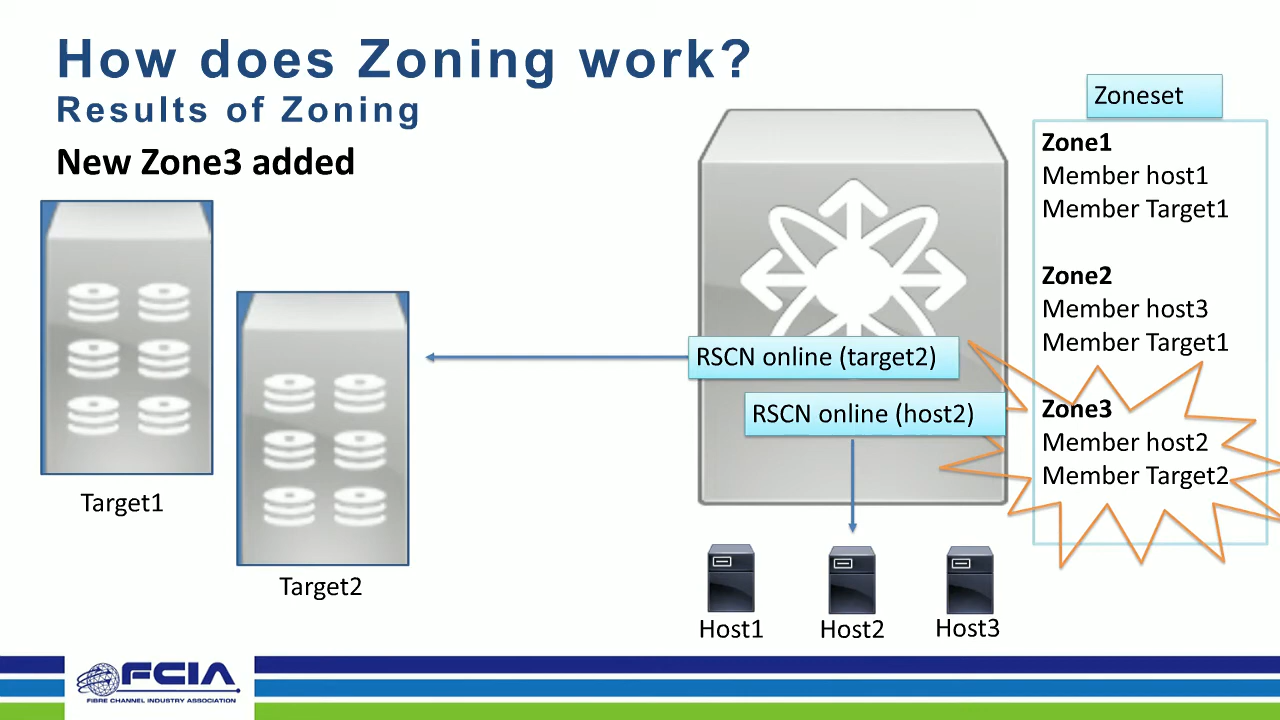 How does Zoning work?
Results of Zoning
New Zone3 added
Zoneset
Zone1
Member host1
Member Target1
Zone2
Member host3
Member Target1
Zone3
Member host2
Member Target2
RSCN online (target2)
RSCN online (host2)
Target1
Target2
Host1
Host2
Host3
FCIA
FIBRE CHANNEL INDUSTRY ASSOCIATION